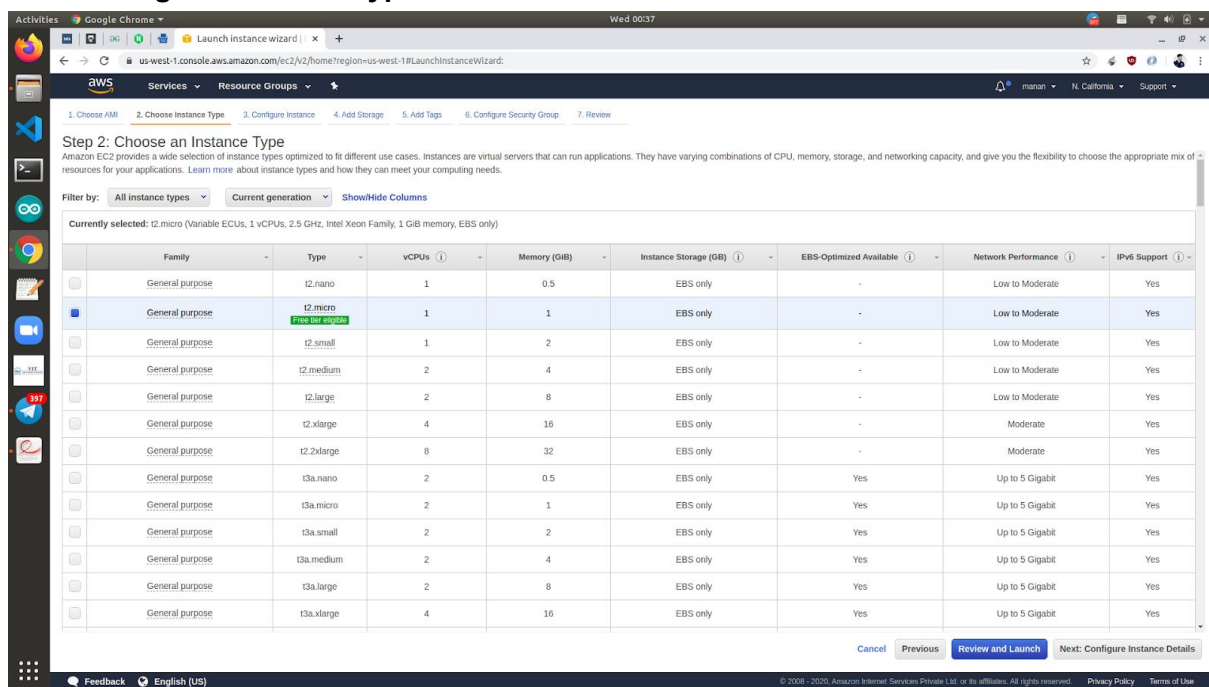 Activities Google Chrome ▾ Wed 00:37
Launch instance wizard | × +
us-west-1.console.aws.amazon.com/ec2/v2/home?region=us-west-1#LaunchInstanceWizard:
aws Services Resource Groups manan N. California Support
1. Choose AMI 2. Choose Instance Type 3. Configure Instance 4. Add Storage 5. Add Tags 6. Configure Security Group 7. Review
Step 2: Choose an Instance Type
Amazon EC2 provides a wide selection of instance types optimized to fit different use cases. Instances are virtual servers that can run applications. They have varying combinations of CPU, memory, storage, and networking capacity, and give you the flexibility to choose the appropriate mix of
resources for your applications. Learn more about instance types and how they can meet your computing needs.
Filter by: All instance types Current generation Show/Hide Columns
Currently selected: t2.micro (Variable ECUs, 1 vCPUs, 2.5 GHz, Intel Xeon Family, 1 GiB memory, EBS only)
Family Type vCPUs Memory (GiB) Instance Storage (GB) EBS-Optimized Available Network Performance IPv6 Support
General purpose t2.nano 1 0.5 EBS only - Low to Moderate Yes
General purpose t2.micro 1 1 EBS only - Low to Moderate Yes
Free tier eligible
General purpose t2.small 1 2 EBS only - Low to Moderate Yes
General purpose t2.medium 2 4 EBS only - Low to Moderate Yes
General purpose t2.large 2 8 EBS only - Low to Moderate Yes
General purpose t2.xlarge 4 16 EBS only - Moderate Yes
General purpose t2.2xlarge 8 32 EBS only - Moderate Yes
General purpose t3a.nano 2 0.5 EBS only Yes Up to 5 Gigabit Yes
General purpose t3a.micro 2 1 EBS only Yes Up to 5 Gigabit Yes
General purpose t3a.small 2 2 EBS only Yes Up to 5 Gigabit Yes
General purpose t3a.medium 2 4 EBS only Yes Up to 5 Gigabit Yes
General purpose t3a.large 2 8 EBS only Yes Up to 5 Gigabit Yes
General purpose t3a.xlarge 4 16 EBS only Yes Up to 5 Gigabit Yes
397
Cancel Previous Review and Launch Next: Configure Instance Details
Feedback English (US) © 2008 - 2020, Amazon Internet Services Private Ltd. or its affiliates. All rights reserved. Privacy Policy Terms of Use